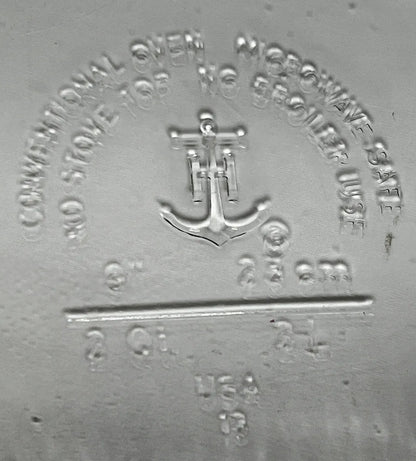 CONVENTIONAL OVEN MICROWAVE SAFE
NO STOVE TOP NO BROILER USE
H
®
9" 23 cm
2 Qt. 2 L
USA